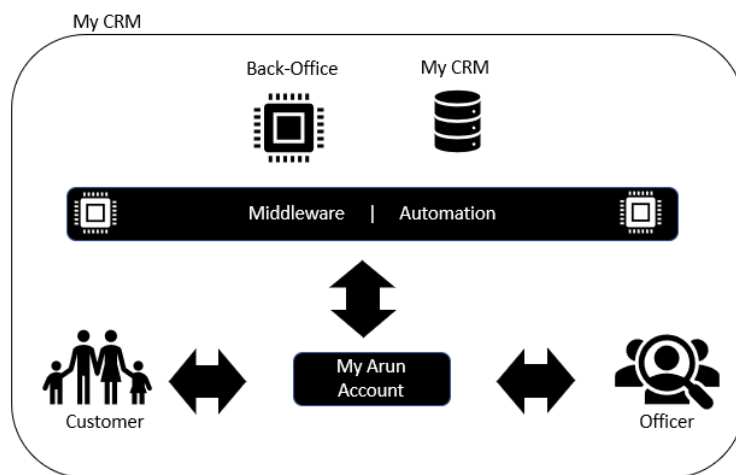 My CRM
Back-Office
My CRM
Middleware | Automation
My Arun
Account
Customer
Officer